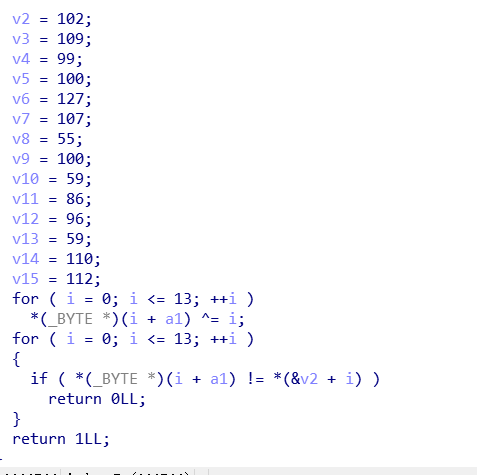 v2 = 102;
v3 = 109;
v4 = 99;
v5 = 100;
v6 = 127;
v7 = 107;
v8 = 55;
v9 = 100;
v10 = 59;
v11 = 86;
v12 = 96;
v13 = 59;
v14 = 110;
v15 = 112;
for ( i = 0; i <= 13; ++i )
  *(_BYTE *)(i + a1) ^= i;
for ( i = 0; i <= 13; ++i )
{
  if ( *(_BYTE *)(i + a1) != *(&v2 + i) )
    return 0LL;
}
return 1LL;